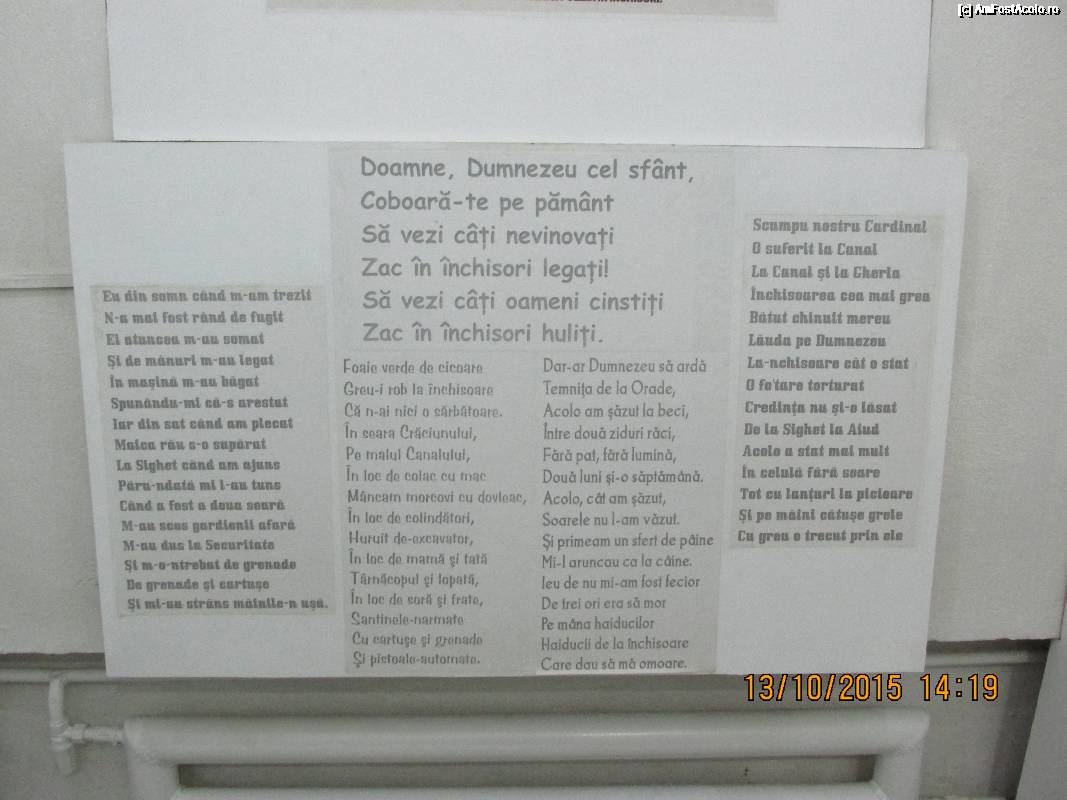 [c] AmFostAcolo.ro
Doamne, Dumnezeu cel sfânt,
Coboară-te pe pământ
Să vezi câți nevinovați
Zac în închisori legați!
Să vezi câți oameni cinstiți
Zac în închisori huliți.
Eu din somn când m-am trezit
N-a mai fost rând de fugit
Ei atuncea m-au somat
Și de mânuri m-au legat
În mașină m-au băgat
Spunându-mi că-s arestat
Iar din sat când am plecat
Maica rău s-o supărat
La Sighet când am ajuns
Păru-ndată mi l-au tuns
Când a fost a doua seară
M-au scos gardienii afară
M-au dus la Securitate
Și m-o-ntrebat de grenade
De grenade și cartușe
Și mi-au strâns mâinile-n ușă.
Foaie verde de cicoare
Greu-i rob la închisoare
Că n-ai nici o sărbătoare.
În seara Crăciunului,
Pe malul Canalului,
În loc de colac cu mac
Mâncam morcovi cu dovleac,
În loc de colindători,
Huruit de-excavator,
În loc de mamă și tată
Târnăcopul și lopată,
În loc de soră și frate,
Santinele-narmate
Cu cartușe și grenade
Și pistoale-automate.
Dar-ar Dumnezeu să ardă
Temnița de la Orade,
Acolo am șăzut la beci,
Între două ziduri răci,
Fără pat, fără lumină,
Două luni și-o săptămână.
Acolo, cât am șăzut,
Soarele nu l-am văzut.
Și primeam un sfert de pâine
Mi-l aruncau ca la câine.
Ieu de nu mi-am fost fecior
De trei ori era să mor
Pe mâna haiducilor
Haiducii de la închisoare
Care dau să mă omoare.
Scumpu nostru Cardinal
O suferit la Canal
La Canal și la Gherla
Închisoarea cea mai grea
Bătut chinuit mereu
Lăuda pe Dumnezeu
La-nchisoare cât o stat
O fo'tare torturat
Credința nu și-o lăsat
De la Sighet la Aiud
Acolo a stat mai mult
În celulă fără soare
Tot cu lanțuri la picioare
Și pe mâini cătușe grele
Cu greu o trecut prin ele
13/10/2015 14:19